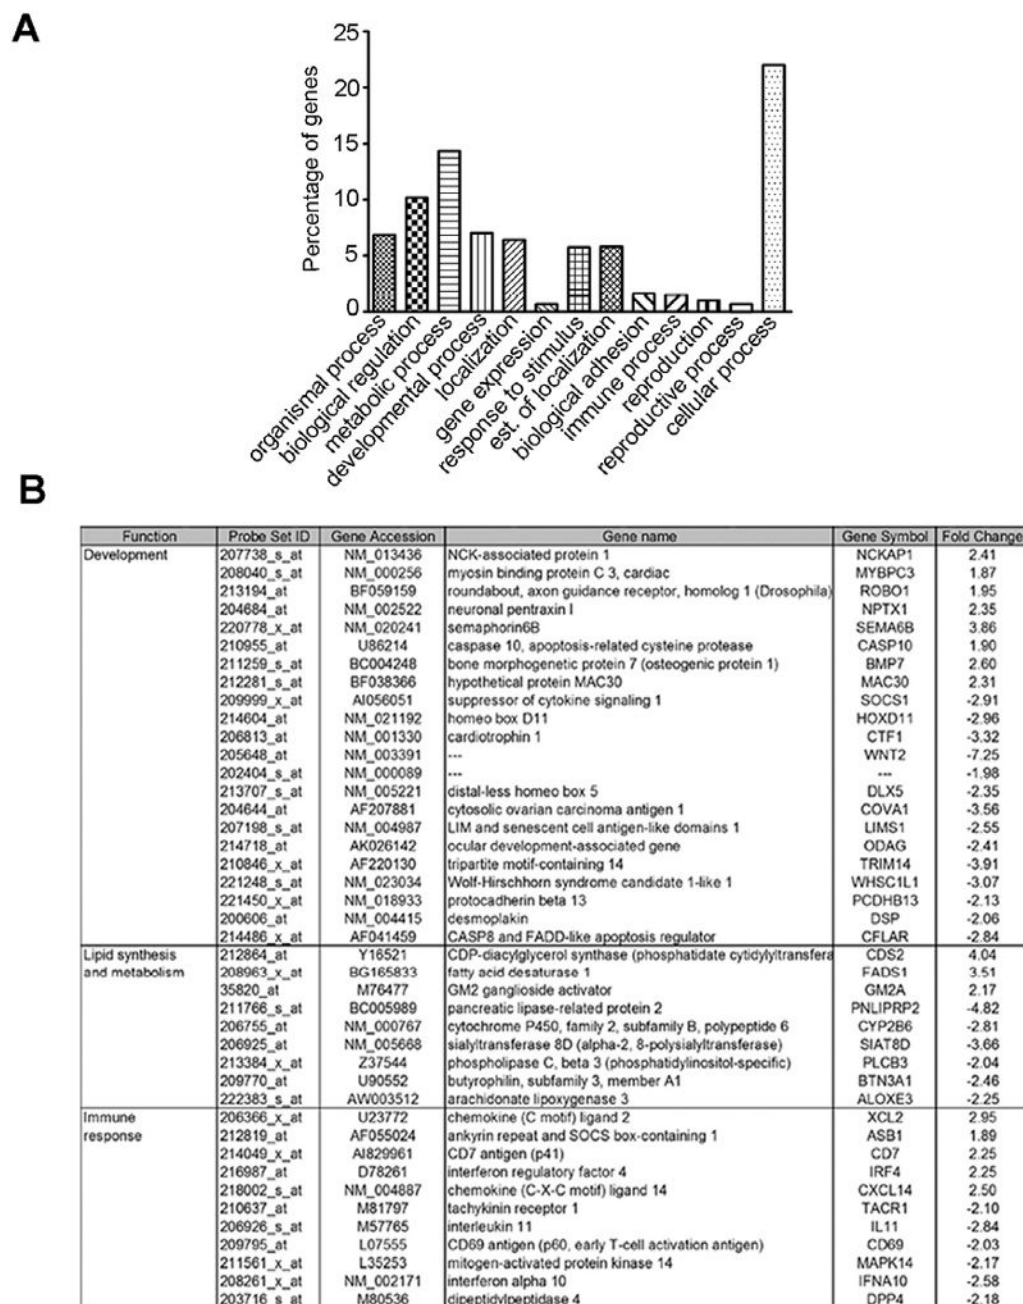 A
Percentage of genes
25
20
15
10
5
0
organismal process
biological regulation
metabolic process
developmental process
localization
gene expression
response to stimulus
est. of localization
biological adhesion
immune process
reproduction
reproductive process
cellular process
B
Function Probe Set ID Gene Accession Gene name Gene Symbol Fold Change
Development 207738_s_at NM_013436 NCK-associated protein 1 NCKAP1 2.41
208040_s_at NM_000256 myosin binding protein C 3, cardiac MYBPC3 1.87
213194_at BF059159 roundabout, axon guidance receptor, homolog 1 (Drosophila) ROBO1 1.95
204684_at NM_002522 neuronal pentraxin I NPTX1 2.35
220778_x_at NM_020241 semaphorin6B SEMA6B 3.86
210955_at U86214 caspase 10, apoptosis-related cysteine protease CASP10 1.90
211259_s_at BC004248 bone morphogenetic protein 7 (osteogenic protein 1) BMP7 2.60
212281_s_at BF038366 hypothetical protein MAC30 MAC30 2.31
209999_x_at AI056051 suppressor of cytokine signaling 1 SOCS1 -2.91
214604_at NM_021192 homeo box D11 HOXD11 -2.96
206813_at NM_001330 cardiotrophin 1 CTF1 -3.32
205648_at NM_003391 --- WNT2 -7.25
202404_s_at NM_000089 --- --- -1.98
213707_s_at NM_005221 distal-less homeo box 5 DLX5 -2.35
204644_at AF207881 cytosolic ovarian carcinoma antigen 1 COVA1 -3.56
207198_s_at NM_004987 LIM and senescent cell antigen-like domains 1 LIMS1 -2.55
214718_at AK026142 ocular development-associated gene ODAG -2.41
210846_x_at AF220130 tripartite motif-containing 14 TRIM14 -3.91
221248_s_at NM_023034 Wolf-Hirschhorn syndrome candidate 1-like 1 WHSC1L1 -3.07
221450_x_at NM_018933 protocadherin beta 13 PCDHB13 -2.13
200606_at NM_004415 desmoplakin DSP -2.06
214486_x_at AF041459 CASP8 and FADD-like apoptosis regulator CFLAR -2.84
Lipid synthesis 212864_at Y16521 CDP-diacylglycerol synthase (phosphatidate cytidylyltransfera CDS2 4.04
and metabolism 208963_x_at BG165833 fatty acid desaturase 1 FADS1 3.51
35820_at M76477 GM2 ganglioside activator GM2A 2.17
211766_s_at BC005989 pancreatic lipase-related protein 2 PNLIPRP2 -4.82
206755_at NM_000767 cytochrome P450, family 2, subfamily B, polypeptide 6 CYP2B6 -2.81
206925_at NM_005668 sialyltransferase 8D (alpha-2, 8-polysialyltransferase) SIAT8D -3.66
213384_x_at Z37544 phospholipase C, beta 3 (phosphatidylinositol-specific) PLCB3 -2.04
209770_at U90552 butyrophilin, subfamily 3, member A1 BTN3A1 -2.46
222383_s_at AW003512 arachidonate lipoxygenase 3 ALOXE3 -2.25
Immune 206366_x_at U23772 chemokine (C motif) ligand 2 XCL2 2.95
response 212819_at AF055024 ankyrin repeat and SOCS box-containing 1 ASB1 1.89
214049_x_at AI829961 CD7 antigen (p41) CD7 2.25
216987_at D78261 interferon regulatory factor 4 IRF4 2.25
218002_s_at NM_004887 chemokine (C-X-C motif) ligand 14 CXCL14 2.50
210637_at M81797 tachykinin receptor 1 TACR1 -2.10
206926_s_at M57765 interleukin 11 IL11 -2.84
209795_at L07555 CD69 antigen (p60, early T-cell activation antigen) CD69 -2.03
211561_x_at L35253 mitogen-activated protein kinase 14 MAPK14 -2.17
208261_x_at NM_002171 interferon alpha 10 IFNA10 -2.58
203716_s_at M80536 dipeptidylpeptidase 4 DPP4 -2.18